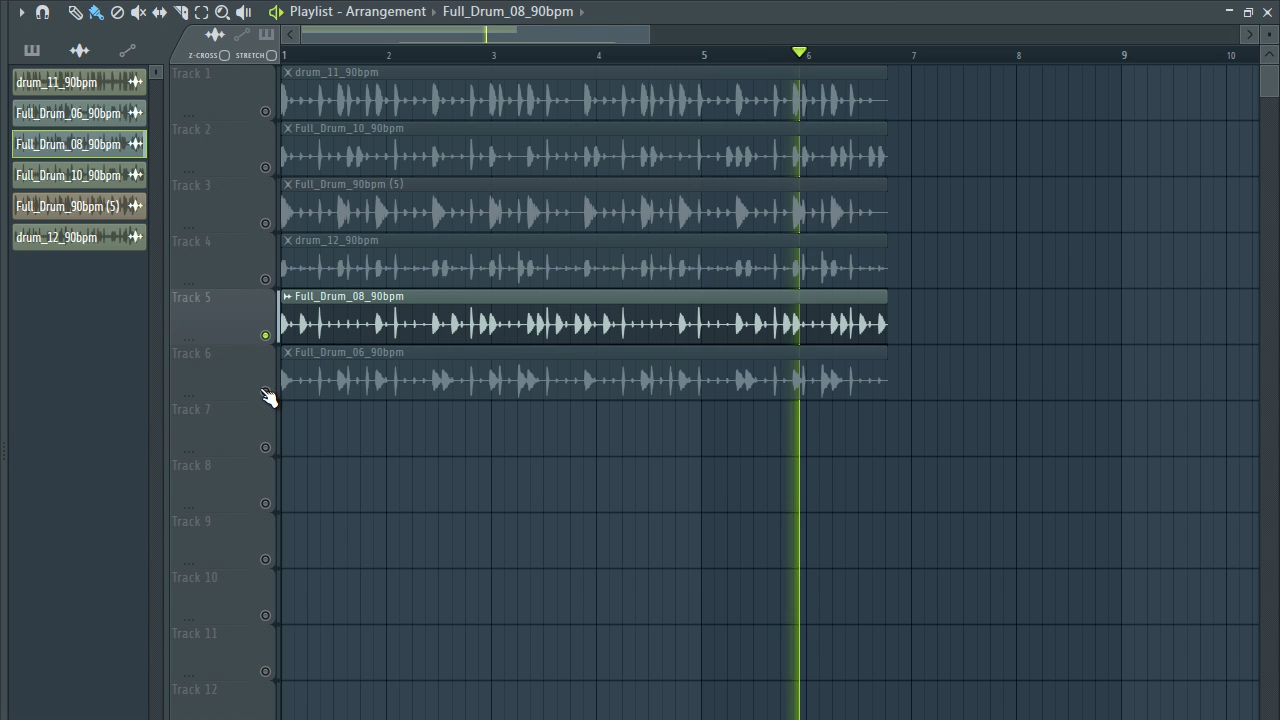 Playlist - Arrangement › Full_Drum_08_90bpm ›
Z-CROSS STRETCH
1 2 3 4 5 6 7 8 9 10
drum_11_90bpm
Full_Drum_06_90bpm
Full_Drum_08_90bpm
Full_Drum_10_90bpm
Full_Drum_90bpm (5)
drum_12_90bpm
Track 1
drum_11_90bpm
Track 2
Full_Drum_10_90bpm
Track 3
Full_Drum_90bpm (5)
Track 4
drum_12_90bpm
Track 5
Full_Drum_08_90bpm
Track 6
Full_Drum_06_90bpm
Track 7
Track 8
Track 9
Track 10
Track 11
Track 12